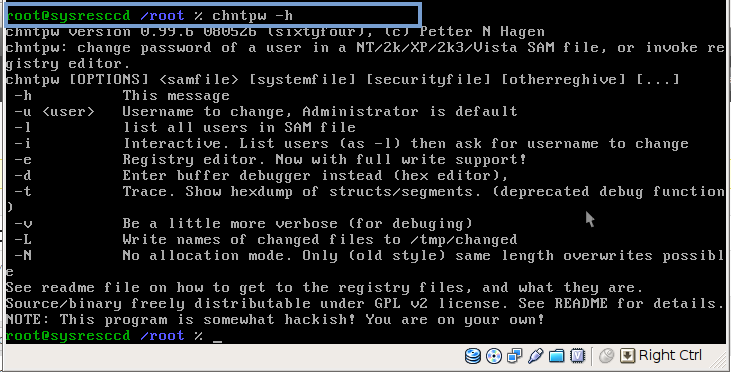 root@sysresccd /root % chntpw -h
chntpw version 0.99.6 080526 (sixtyfour), (c) Petter N Hagen
chntpw: change password of a user in a NT/2k/XP/2k3/Vista SAM file, or invoke re
gistry editor.
chntpw [OPTIONS] <samfile> [systemfile] [securityfile] [otherreghive] [...]
-h This message
-u <user> Username to change, Administrator is default
-l list all users in SAM file
-i Interactive. List users (as -l) then ask for username to change
-e Registry editor. Now with full write support!
-d Enter buffer debugger instead (hex editor),
-t Trace. Show hexdump of structs/segments. (deprecated debug function
)
-v Be a little more verbose (for debuging)
-L Write names of changed files to /tmp/changed
-N No allocation mode. Only (old style) same length overwrites possibl
e
See readme file on how to get to the registry files, and what they are.
Source/binary freely distributable under GPL v2 license. See README for details.
NOTE: This program is somewhat hackish! You are on your own!
root@sysresccd /root % _
Right Ctrl